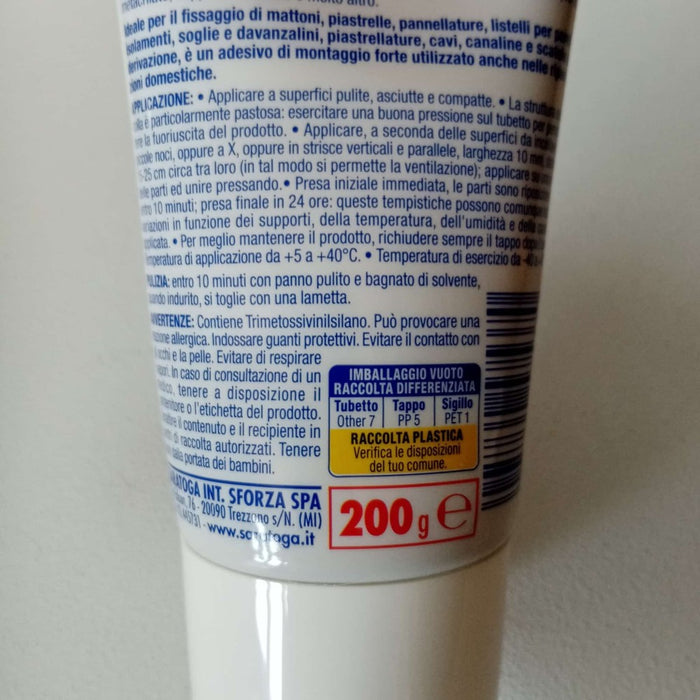 Ideale per il fissaggio di mattoni, piastrelle, pannellature, listelli per
isolamenti, soglie e davanzalini, piastrellature, cavi, canaline e
derivazione, è un adesivo di montaggio forte utilizzato anche nelle
domestiche.
APPLICAZIONE: • Applicare a superfici pulite, asciutte e compatte. • La
è particolarmente pastosa: esercitare una buona pressione sul tubetto per
la fuoriuscita del prodotto. • Applicare, a seconda delle superfici da
noci, oppure a X, oppure in strisce verticali e parallele, larghezza 10 mm,
-25 cm circa tra loro (in tal modo si permette la ventilazione); applicare
parti ed unire pressando. • Presa iniziale immediata, le parti sono
10 minuti; presa finale in 24 ore: queste tempistiche possono
in funzione dei supporti, della temperatura, dell'umidità e della
• Per meglio mantenere il prodotto, richiudere sempre il tappo
temperatura di applicazione da +5 a +40°C. • Temperatura di esercizio da -40 a
PULIZIA: entro 10 minuti con panno pulito e bagnato di solvente,
quando indurito, si toglie con una lametta.
AVVERTENZE: Contiene Trimetossivinilsilano. Può provocare una
allergica. Indossare guanti protettivi. Evitare il contatto con
occhi e la pelle. Evitare di respirare
In caso di consultazione di un
tenere a disposizione il
o l'etichetta del prodotto.
il contenuto e il recipiente in
di raccolta autorizzati. Tenere
dalla portata dei bambini.
IMBALLAGGIO VUOTO
RACCOLTA DIFFERENZIATA
Tubetto Tappo Sigillo
Other 7 PP 5 PET 1
RACCOLTA PLASTICA
Verifica le disposizioni
del tuo comune.
SARATOGA INT. SFORZA SPA
76 - 20090 Trezzano s/N. (MI)
- www.saratoga.it
200 g e